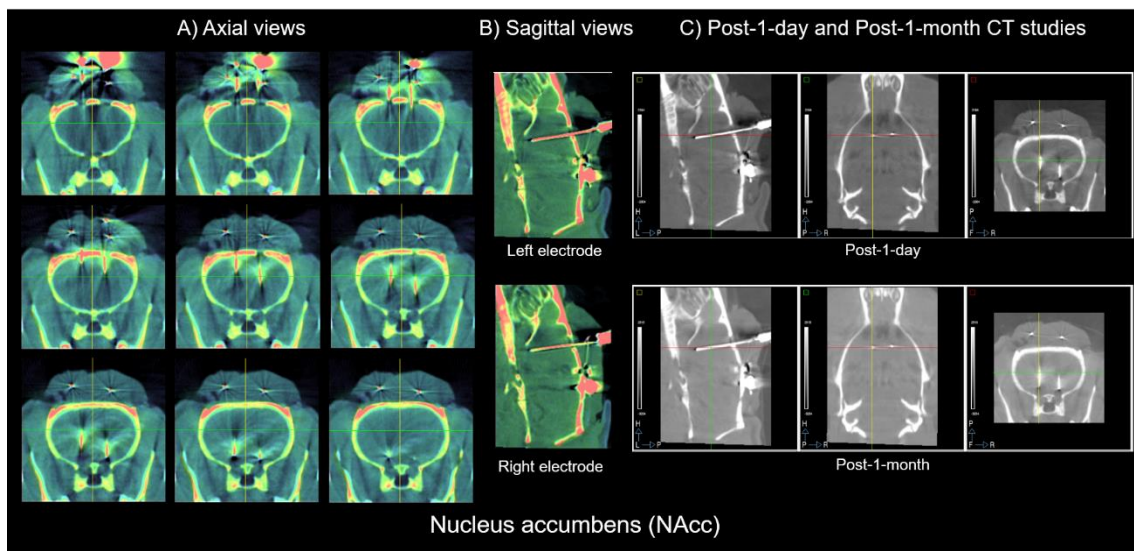 A) Axial views
B) Sagittal views
C) Post-1-day and Post-1-month CT studies
Left electrode
Post-1-day
Right electrode
Post-1-month
H
L
P
H
F
R
F
R
H
L
P
H
F
R
F
R
Nucleus accumbens (NAcc)